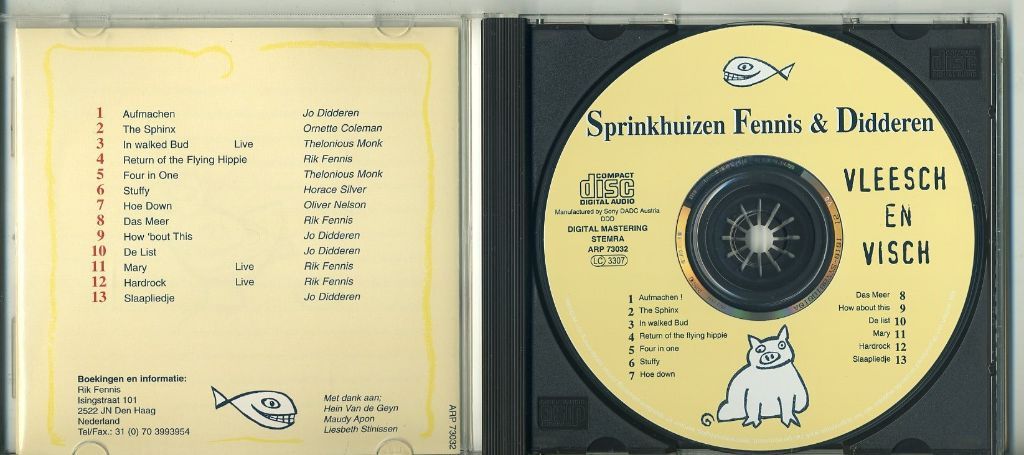 1 Aufmachen Jo Didderen
2 The Sphinx Ornette Coleman
3 In walked Bud Live Thelonious Monk
4 Return of the Flying Hippie Rik Fennis
5 Four in One Thelonious Monk
6 Stuffy Horace Silver
7 Hoe Down Oliver Nelson
8 Das Meer Rik Fennis
9 How 'bout This Jo Didderen
10 De List Jo Didderen
11 Mary Live Rik Fennis
12 Hardrock Live Rik Fennis
13 Slaapliedje Jo Didderen
Boekingen en informatie:
Rik Fennis
Isingstraat 101
2522 JN Den Haag
Nederland
Tel/Fax.: 31 (0) 70 3993954
Met dank aan;
Hein Van de Geyn
Maudy Apon
Liesbeth Stinissen
ARP 73032
Sprinkhuizen Fennis & Didderen
COMPACT
disc
DIGITAL AUDIO
Manufactured by Sony DADC Austria
DDD
DIGITAL MASTERING
STEMRA
ARP 73032
LC 3307
VLEESCH
EN
VISCH
1 Aufmachen !
2 The Sphinx
3 In walked Bud
4 Return of the flying hippie
5 Four in one
6 Stuffy
7 Hoe down
Das Meer 8
How about this 9
De list 10
Mary 11
Hardrock 12
Slaapliedje 13